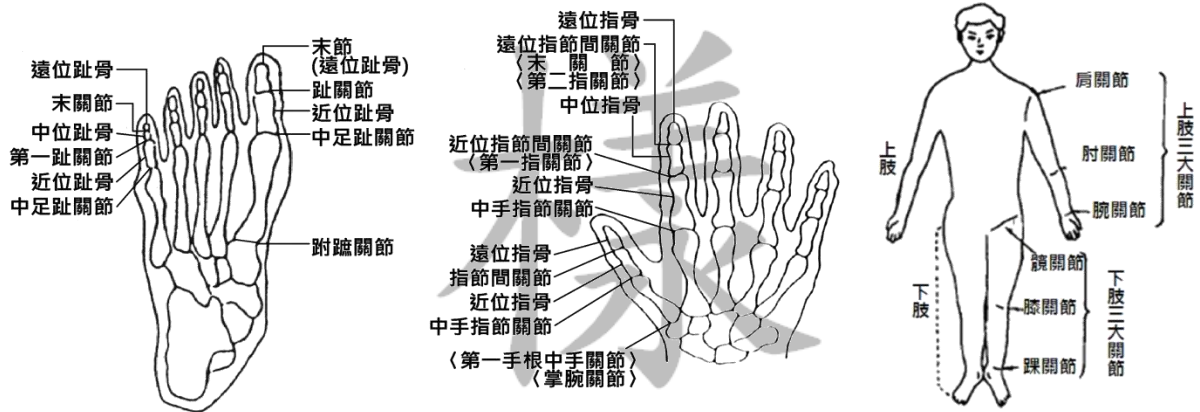 遠位趾骨
末關節
中位趾骨
第一趾關節
近位趾骨
中足趾關節
末節
(遠位趾骨)
趾關節
近位趾骨
中足趾關節
跗蹠關節
遠位指骨
遠位指節間關節
〈末關節〉
〈第二指關節〉
中位指骨
近位指節間關節
〈第一指關節〉
近位指骨
中手指節關節
遠位指骨
指節間關節
近位指骨
中手指節關節
〈第一手根中手關節〉
〈掌腕關節〉
樣
上肢
肩關節
肘關節
腕關節
上肢三大關節
下肢
髖關節
膝關節
踝關節
下肢三大關節